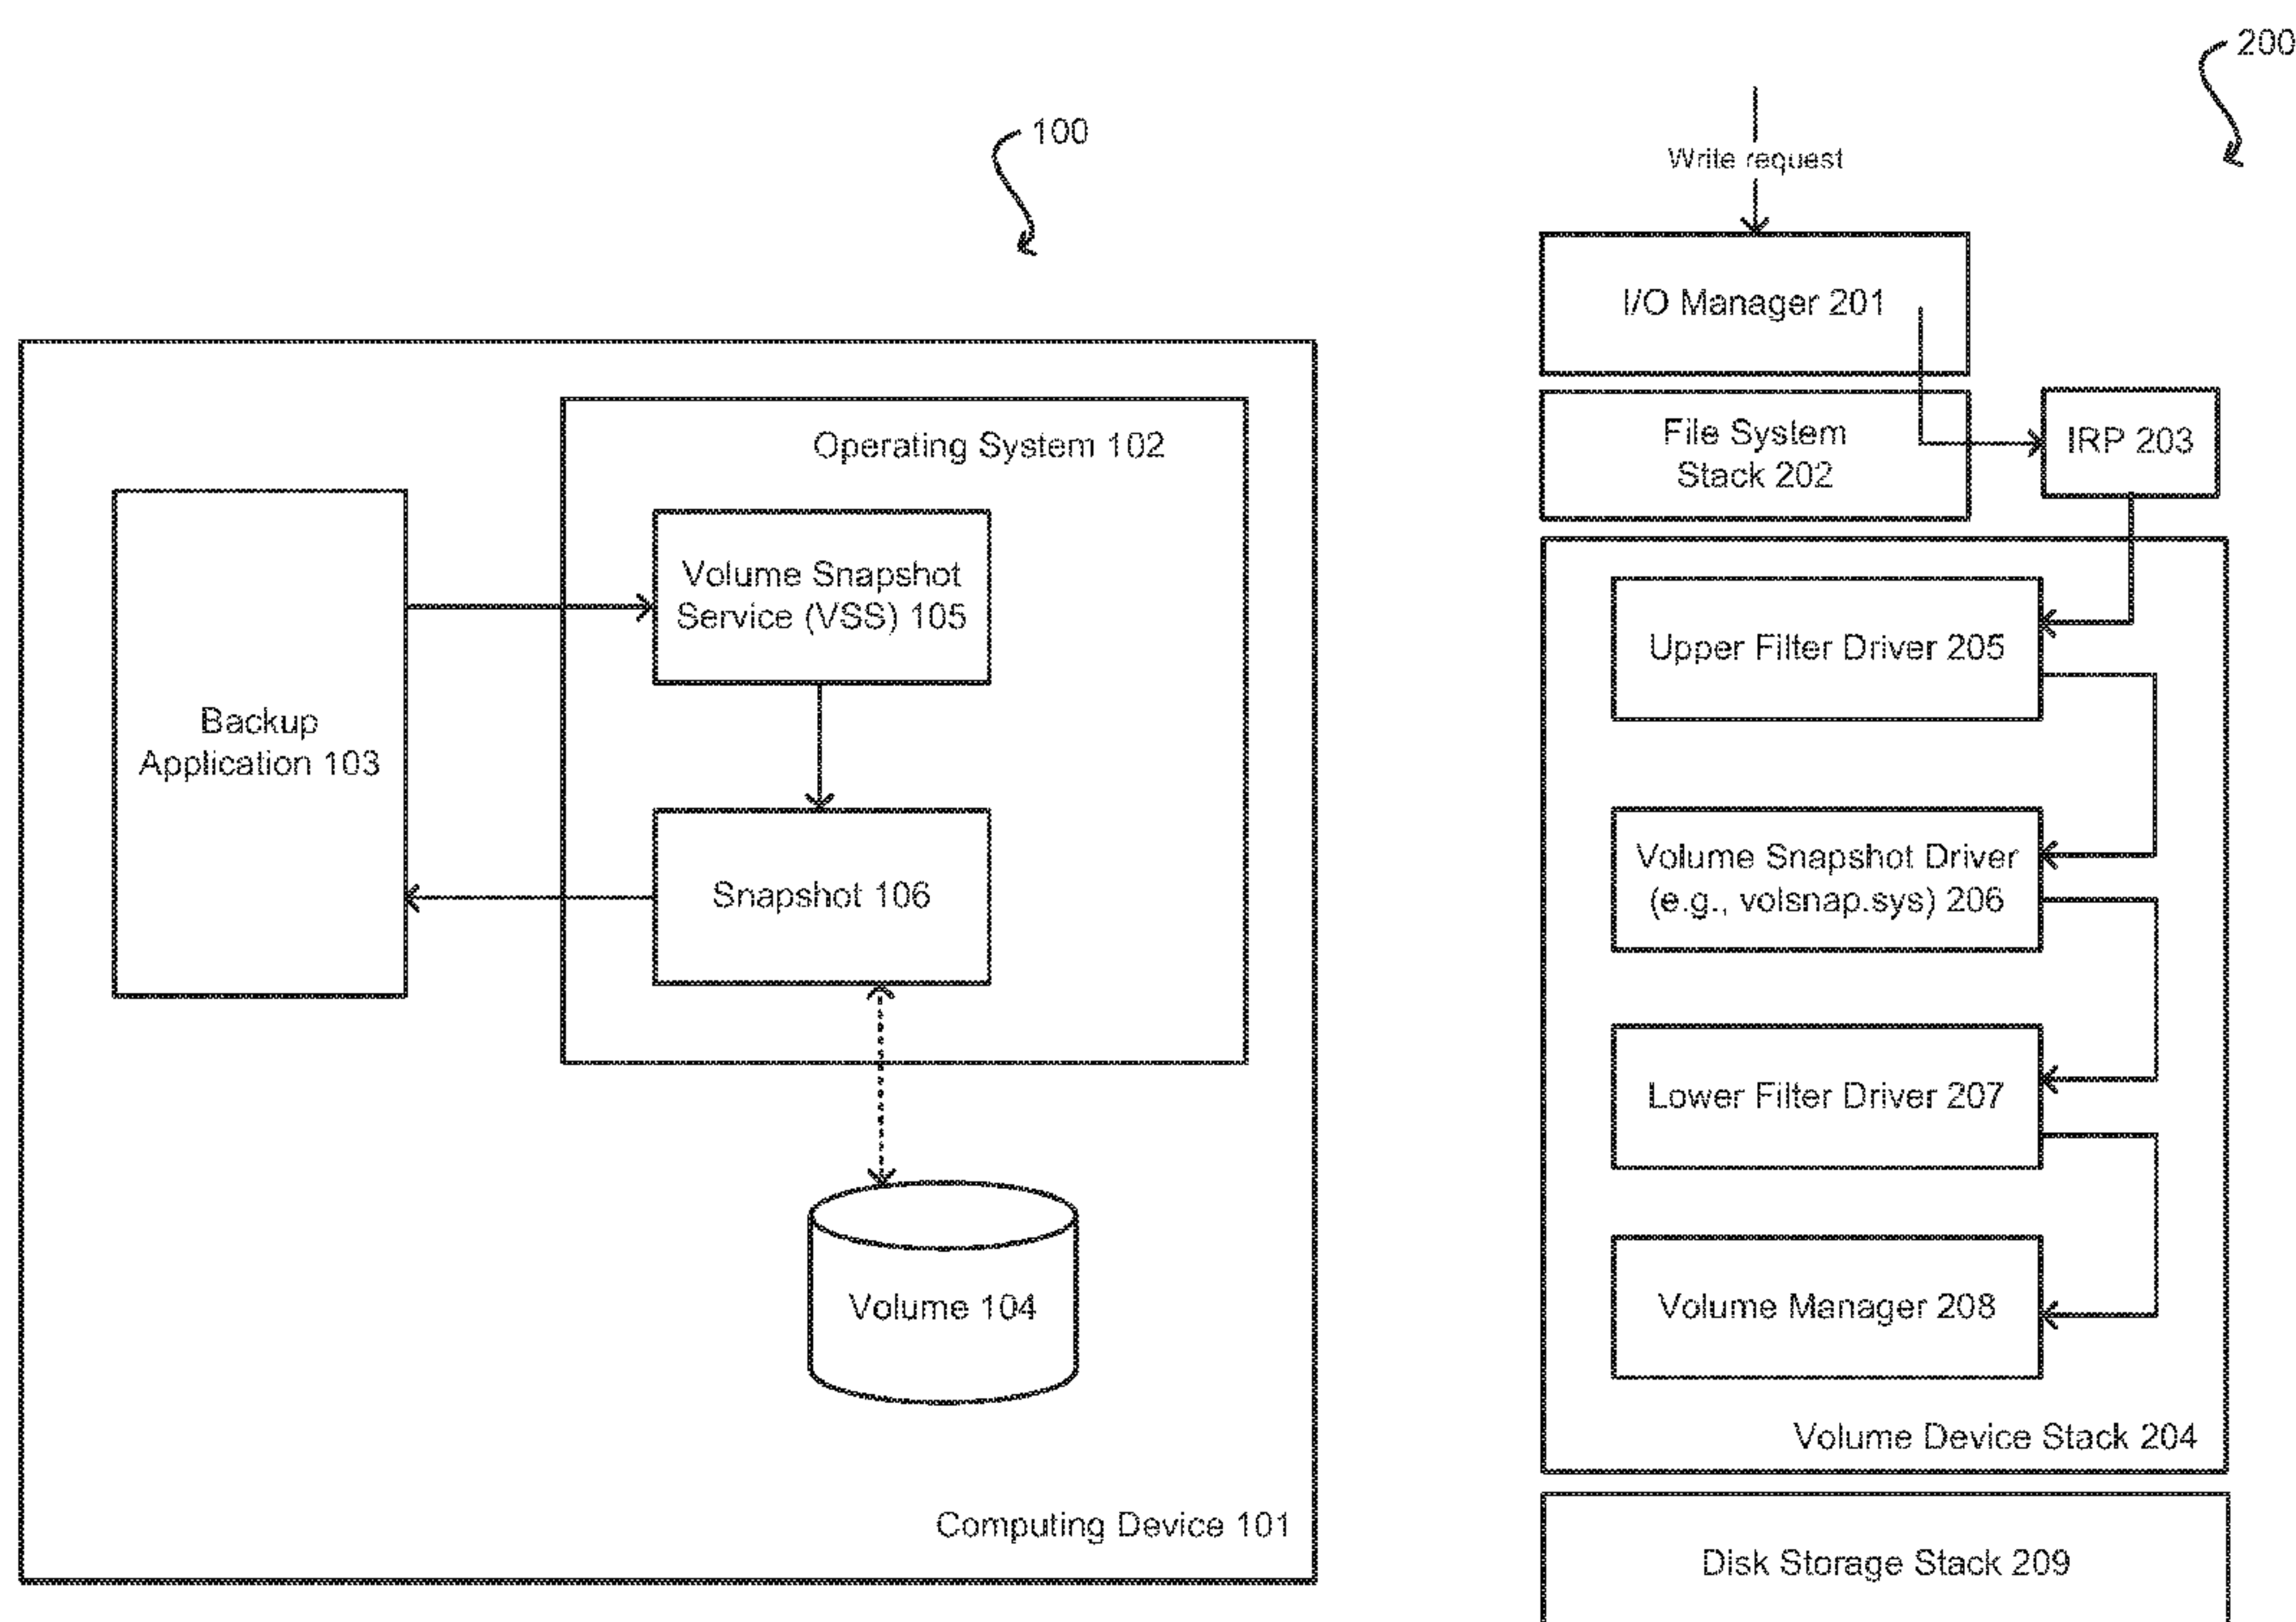 100
Operating System 102
Volume Snapshot
Service (VSS) 105
Backup
Application 103
Snapshot 106
Volume 104
Computing Device 101
200
Write request
I/O Manager 201
File System
Stack 202
IRP 203
Upper Filter Driver 205
Volume Snapshot Driver
(e.g., volsnap.sys) 206
Lower Filter Driver 207
Volume Manager 208
Volume Device Stack 204
Disk Storage Stack 209